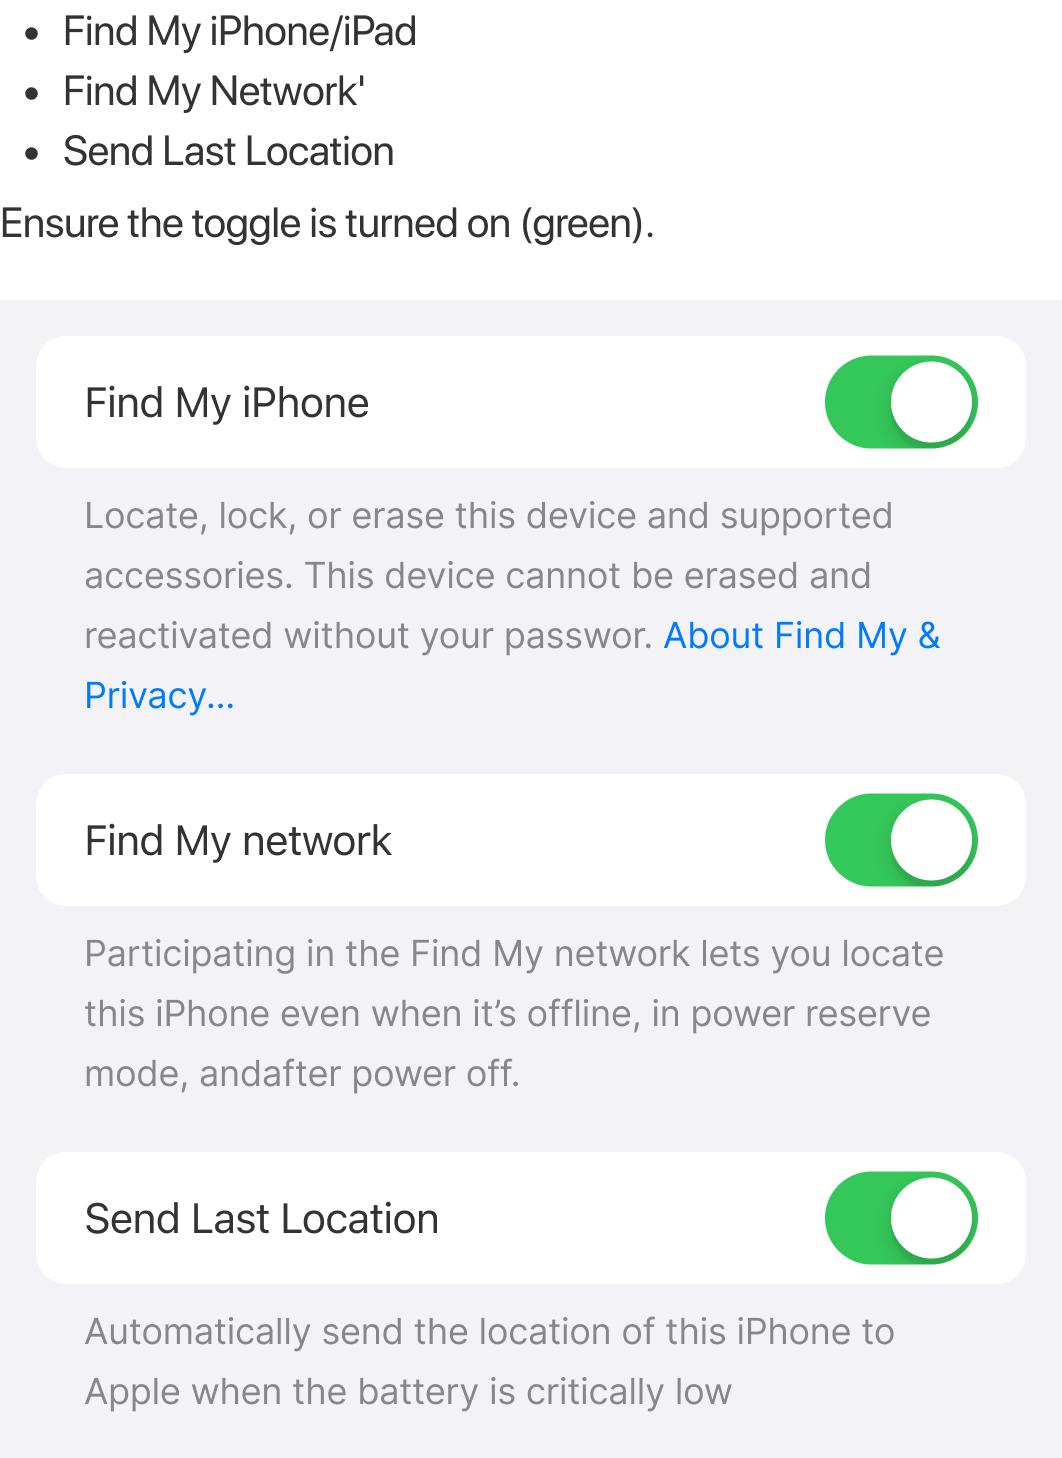 • Find My iPhone/iPad
• Find My Network'
• Send Last Location
Ensure the toggle is turned on (green).
Find My iPhone
Locate, lock, or erase this device and supported
accessories. This device cannot be erased and
reactivated without your passwor. About Find My &
Privacy...
Find My network
Participating in the Find My network lets you locate
this iPhone even when it’s offline, in power reserve
mode, andafter power off.
Send Last Location
Automatically send the location of this iPhone to
Apple when the battery is critically low